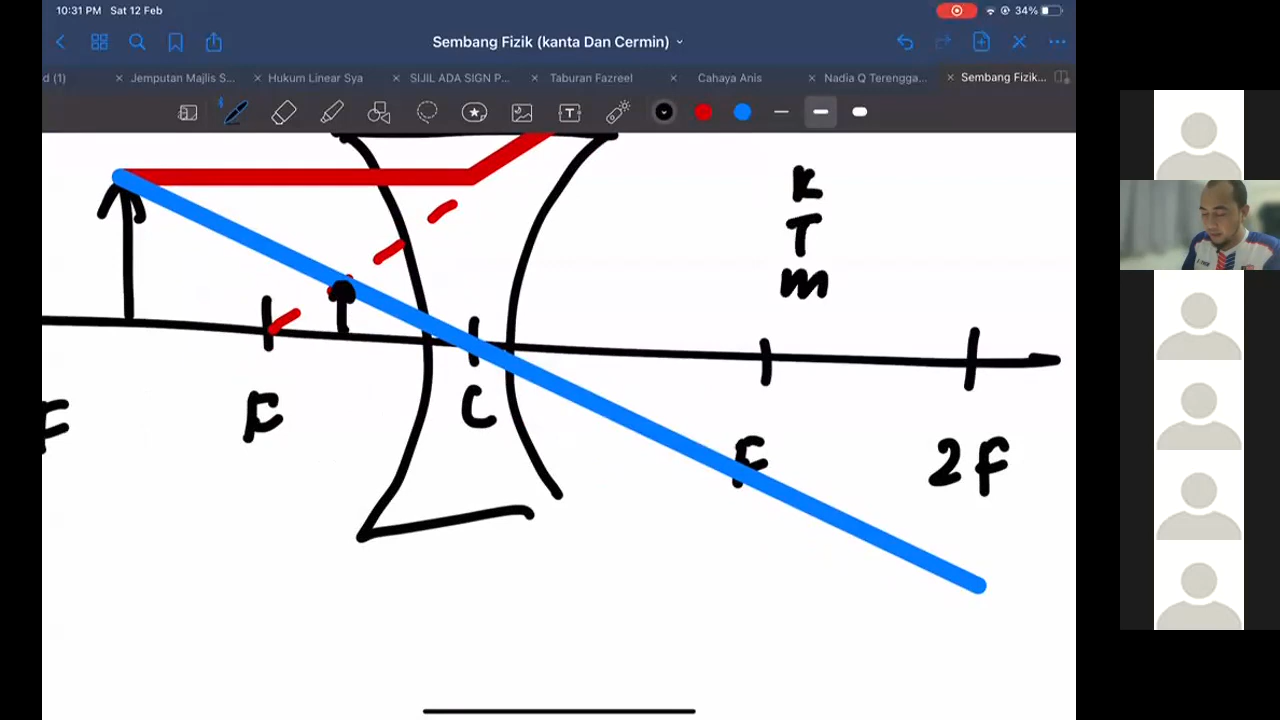 10:31 PM Sat 12 Feb
34%
Sembang Fizik (kanta Dan Cermin)
d (1)
Jemputan Majlis S...
Hukum Linear Sya
SIJIL ADA SIGN P...
Taburan Fazreel
Cahaya Anis
Nadia Q Terengga...
Sembang Fizik...
K
T
m
F
F
C
F
2F